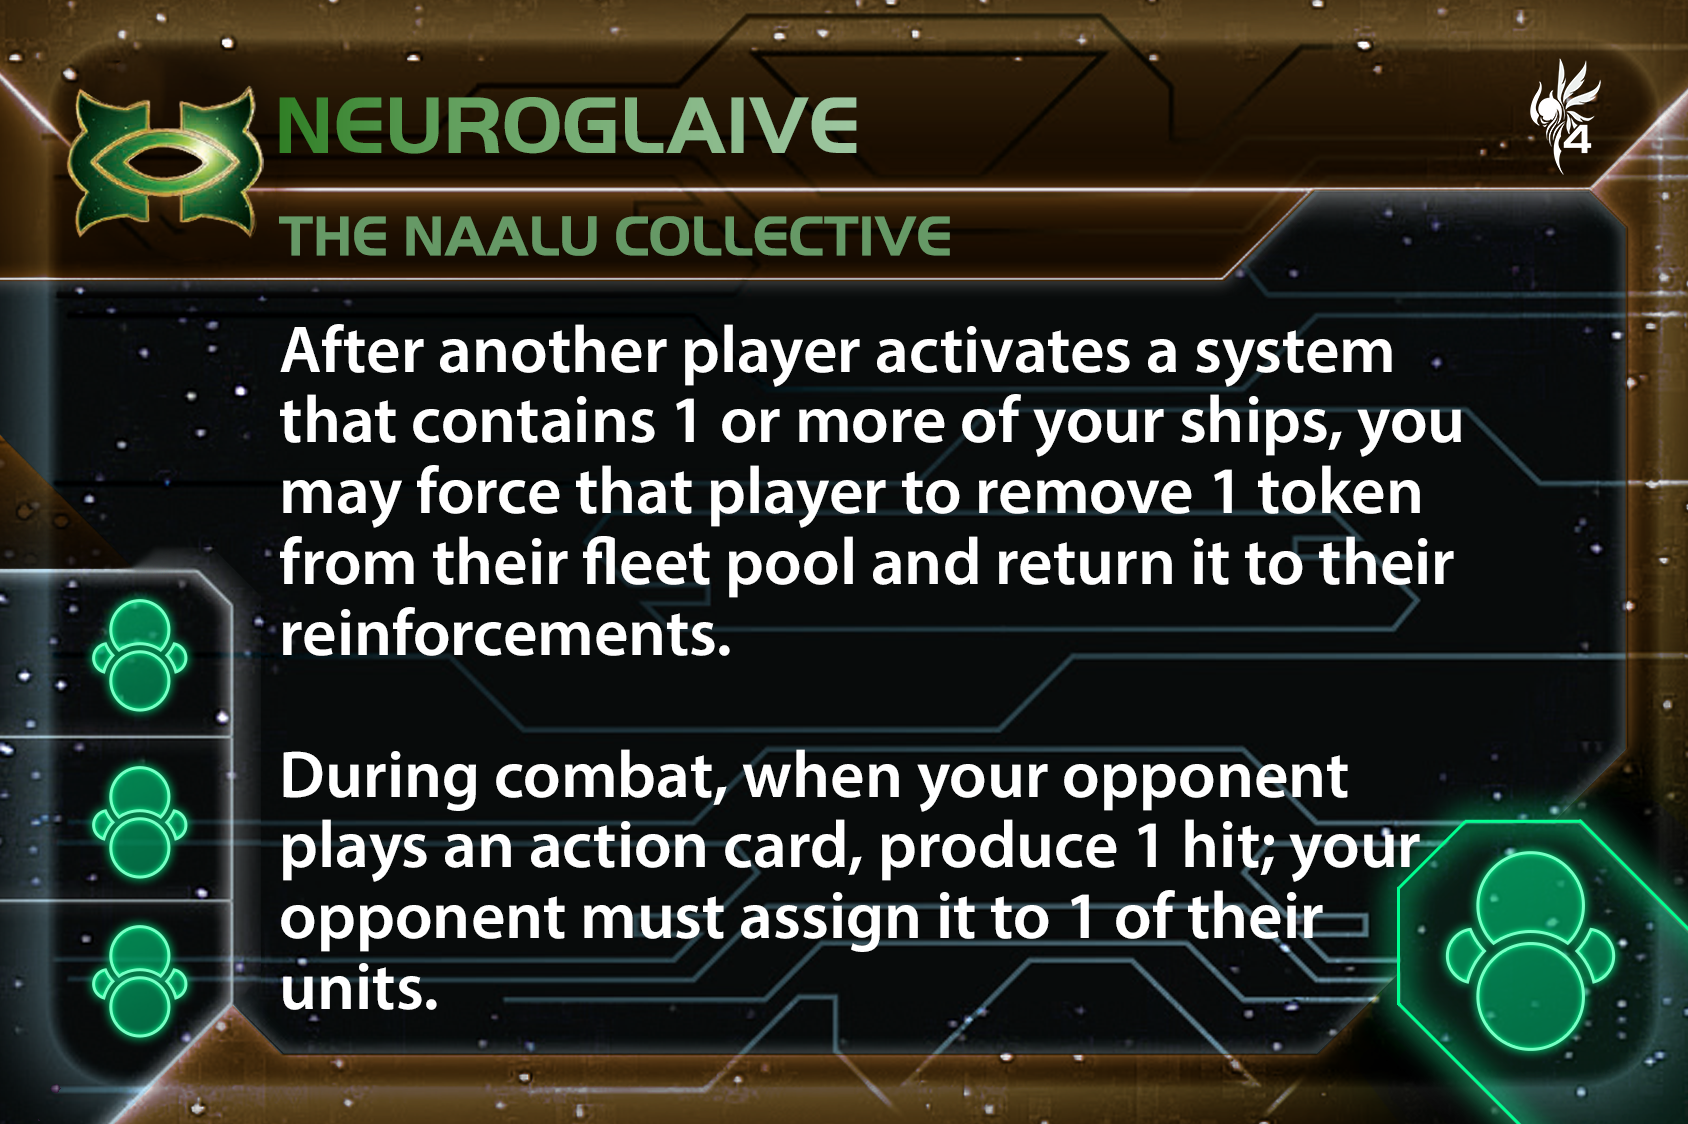 NEUROGLAIVE
4
THE NAALU COLLECTIVE
After another player activates a system
that contains 1 or more of your ships, you
may force that player to remove 1 token
from their fleet pool and return it to their
reinforcements.
During combat, when your opponent
plays an action card, produce 1 hit; your
opponent must assign it to 1 of their
units.